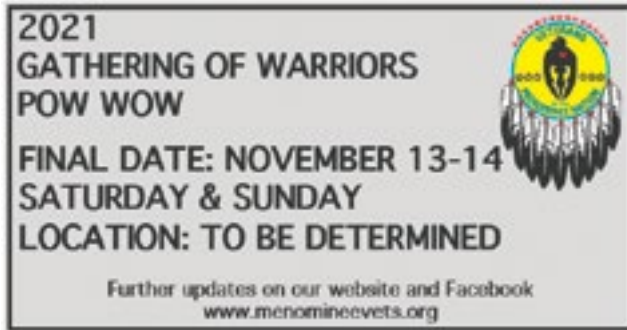 2021
GATHERING OF WARRIORS
POW WOW
FINAL DATE: NOVEMBER 13-14
SATURDAY & SUNDAY
LOCATION: TO BE DETERMINED
Further updates on our website and Facebook
www.menomineevets.org
VETERANS